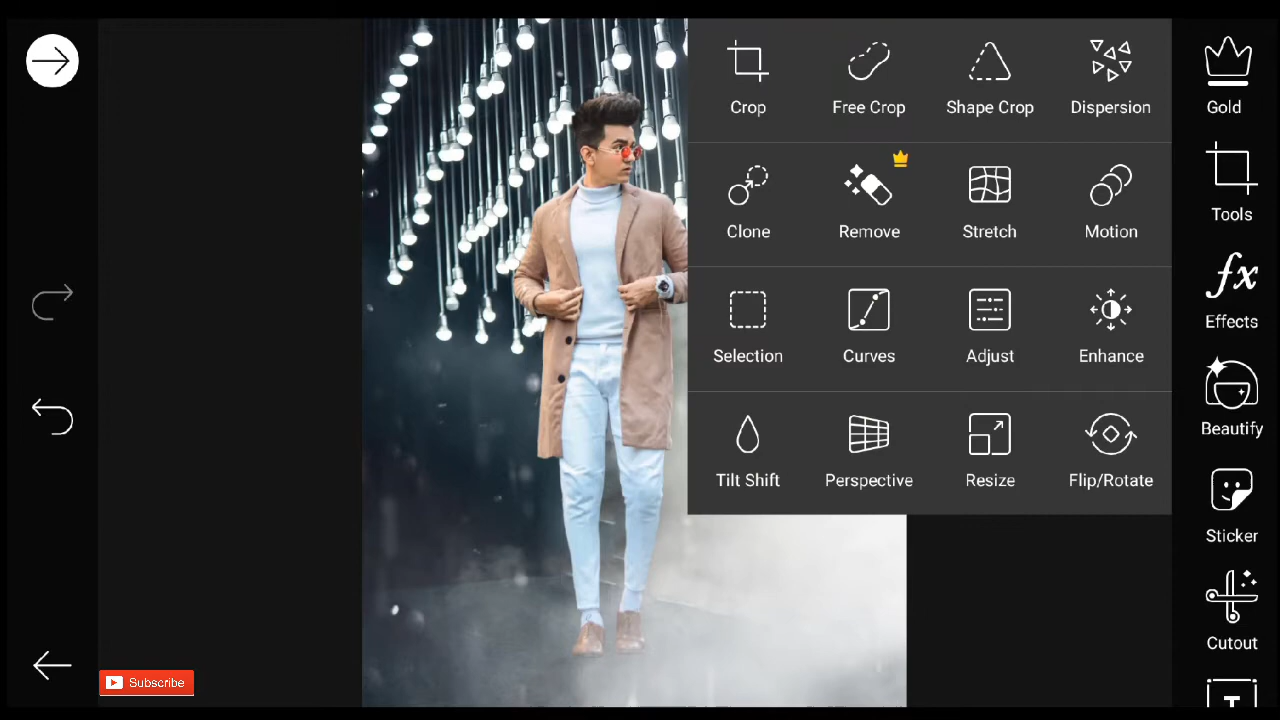 Crop Free Crop Shape Crop Dispersion
Gold
Clone Remove Stretch Motion
Tools
Selection Curves Adjust Enhance
Effects
Tilt Shift Perspective Resize Flip/Rotate
Beautify
Sticker
Cutout
T
Subscribe